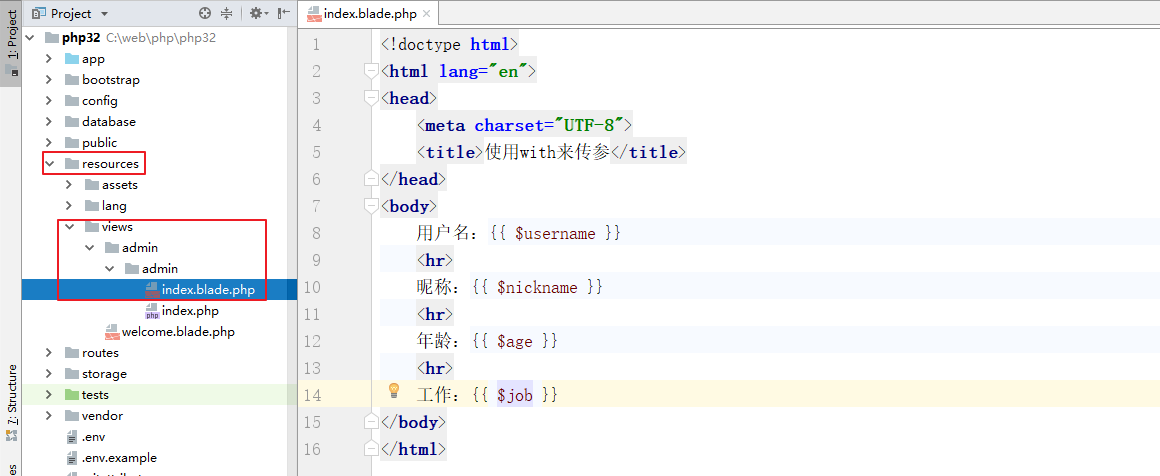 1: Project
Project
php32 C:\web\php\php32
app
bootstrap
config
database
public
resources
assets
lang
views
admin
admin
index.blade.php
php index.php
welcome.blade.php
routes
storage
tests
vendor
.env
.env.example
7: Structure
index.blade.php
1 <!doctype html>
2 <html lang="en">
3 <head>
4 <meta charset="UTF-8">
5 <title>使用with来传参</title>
6 </head>
7 <body>
8 用户名：{{ $username }}
9 <hr>
10 昵称：{{ $nickname }}
11 <hr>
12 年龄：{{ $age }}
13 <hr>
14 工作：{{ $job }}
15 </body>
16 </html>